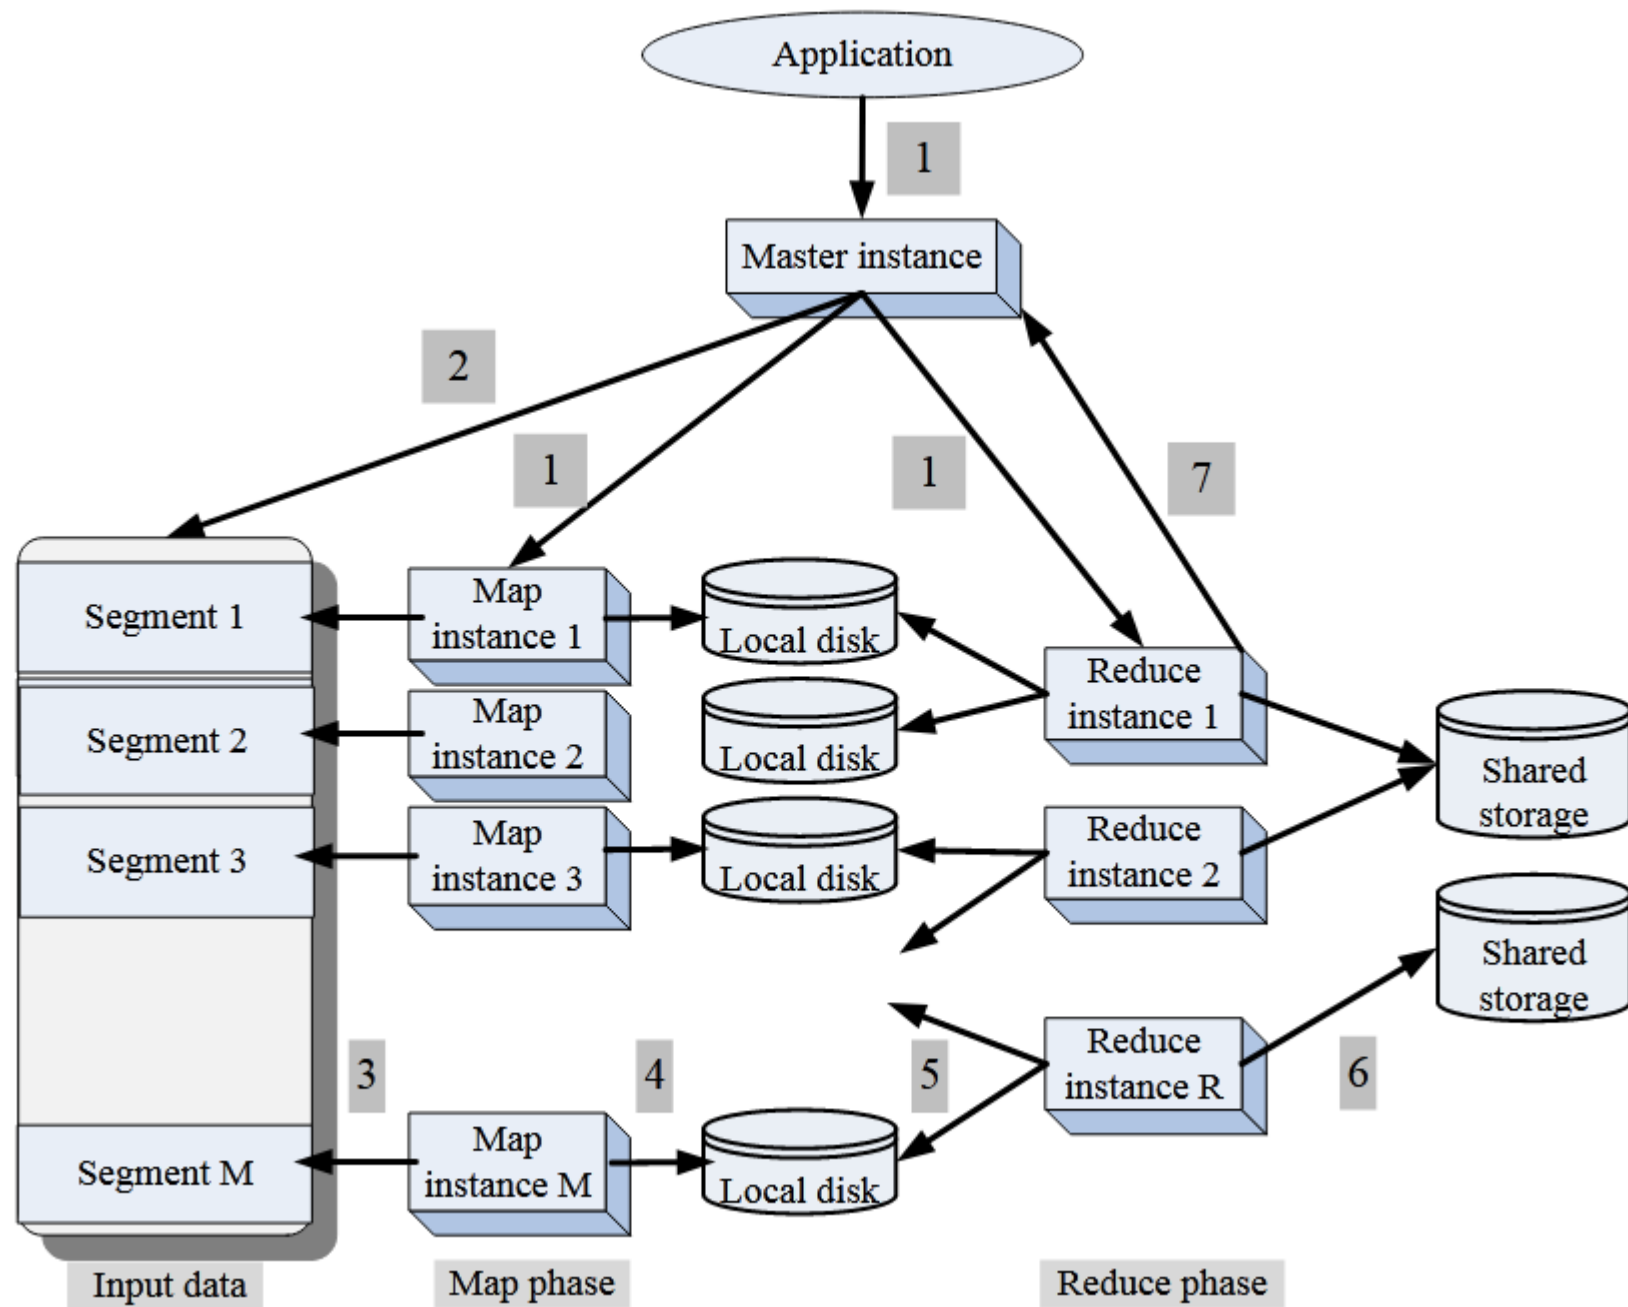 Application
1
Master instance
2
1
1
7
Segment 1
Map
instance 1
Local disk
Reduce
instance 1
Segment 2
Map
instance 2
Local disk
Shared
storage
Segment 3
Map
instance 3
Local disk
Reduce
instance 2
Shared
storage
3
4
5
Reduce
instance R
6
Segment M
Map
instance M
Local disk
Input data
Map phase
Reduce phase